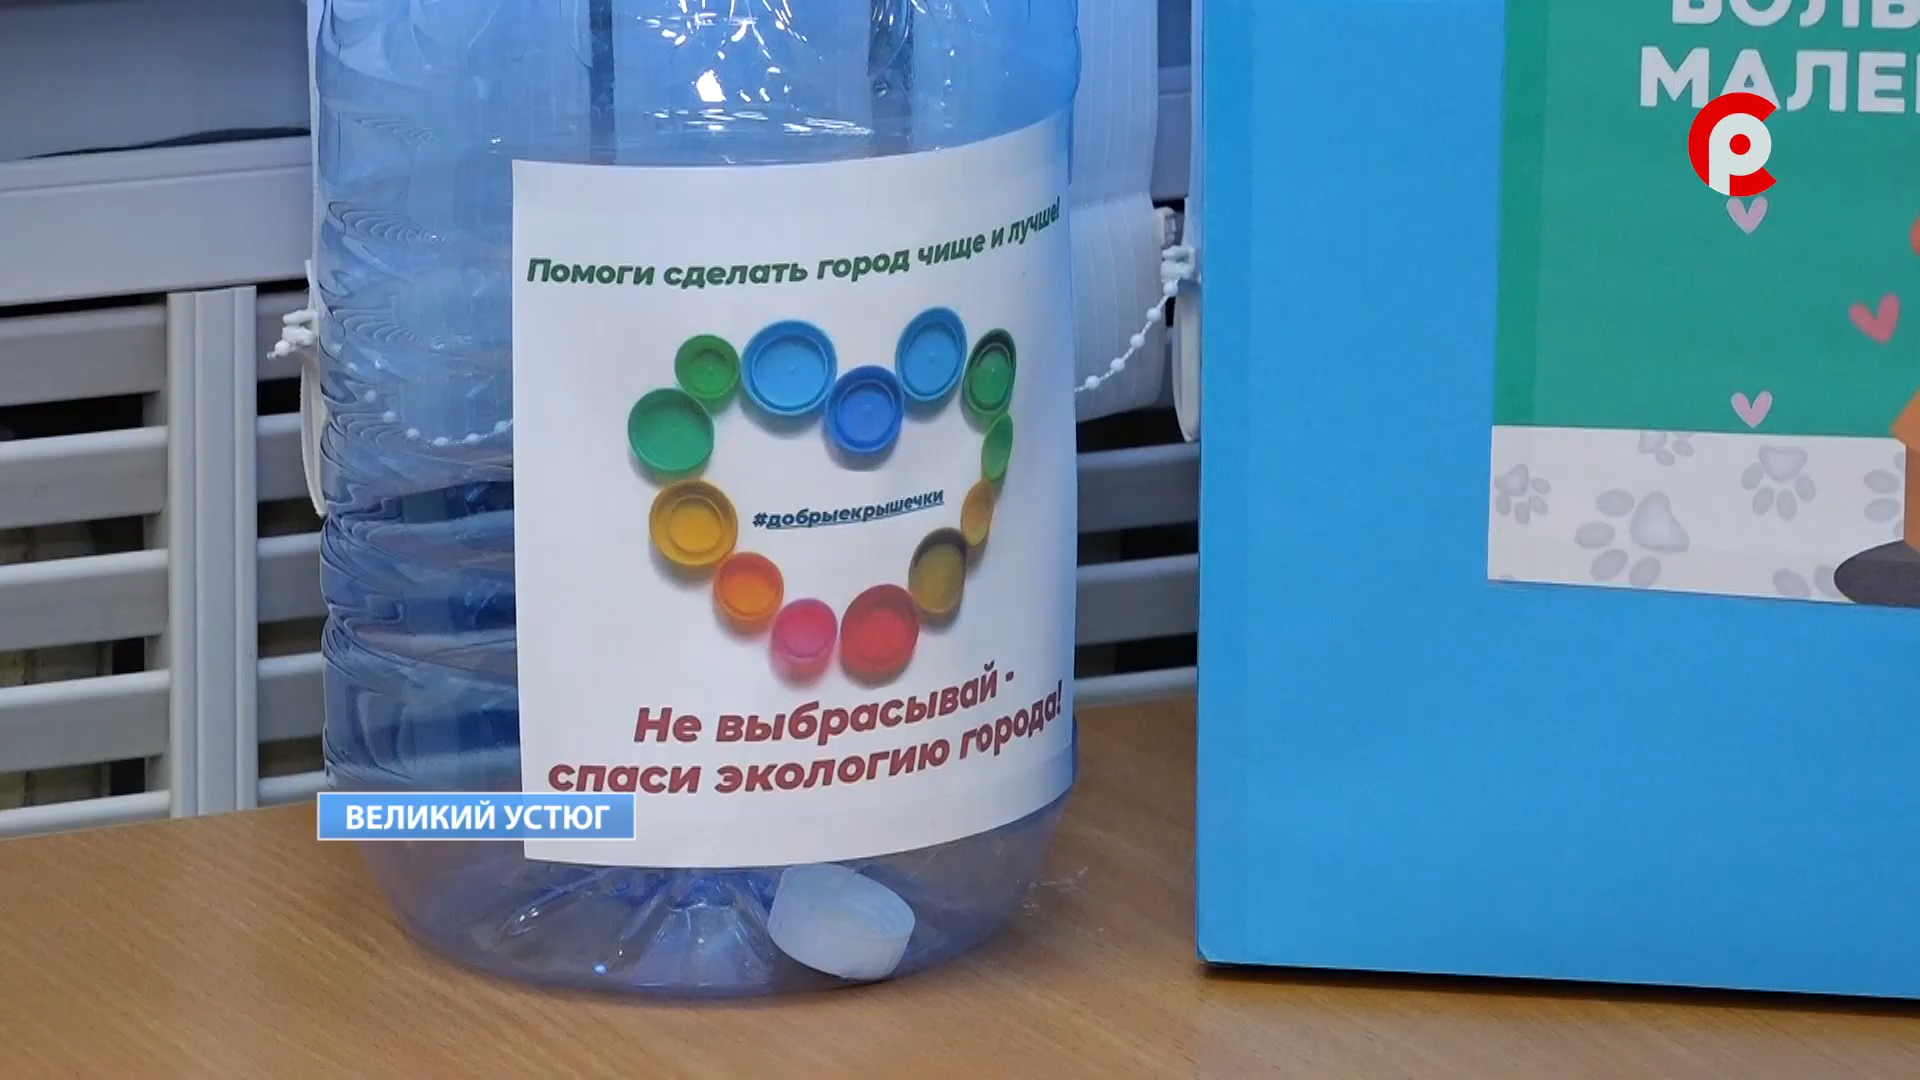 Помоги сделать город чище и лучше!
#добрыекрышечки
Не выбрасывай -
спаси экологию города!
ВЕЛИКИЙ УСТЮГ